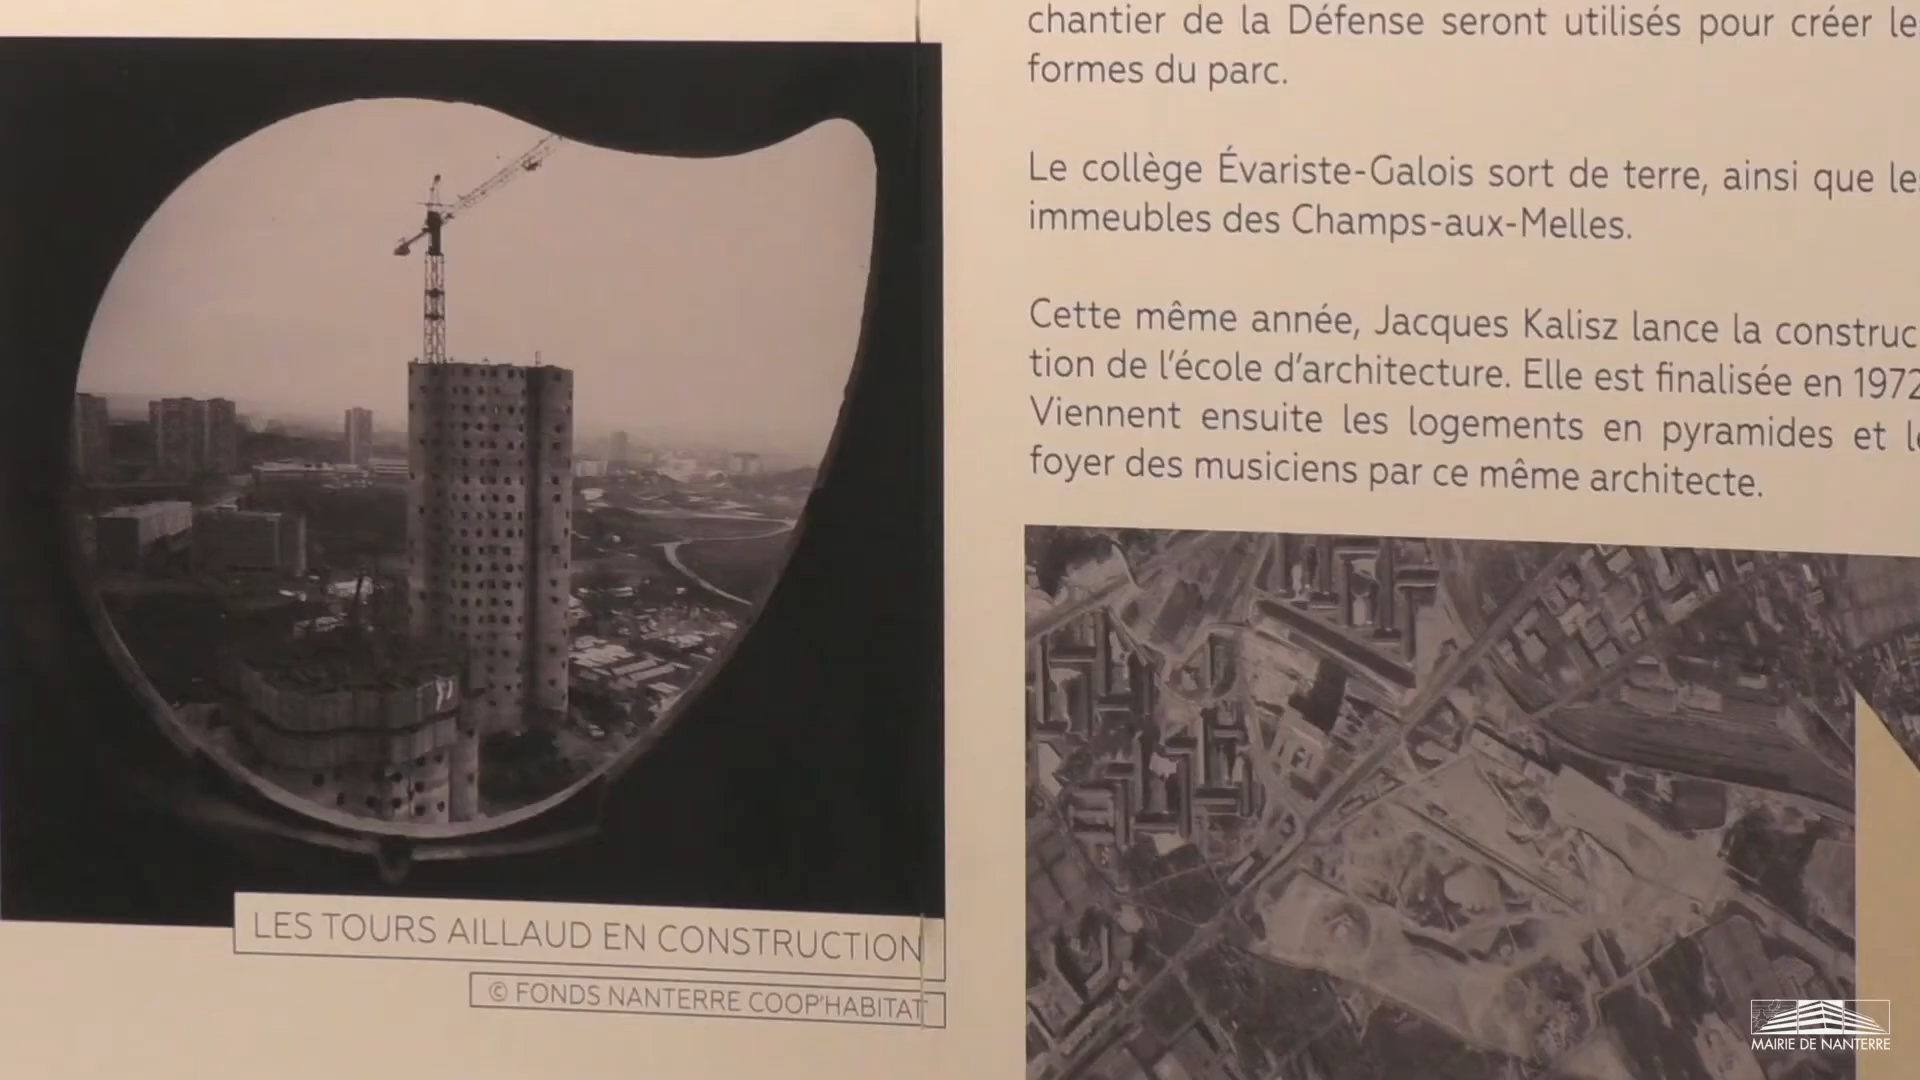 chantier de la Défense seront utilisés pour créer
formes du parc.
Le collège Évariste-Galois sort de terre, ainsi que
immeubles des Champs-aux-Melles.
Cette même année, Jacques Kalisz lance la construc
tion de l'école d'architecture. Elle est finalisée en 1972
Viennent ensuite les logements en pyramides et
foyer des musiciens par ce même architecte.
LES TOURS AILLAUD EN CONSTRUCTION
© FONDS NANTERRE COOP'HABITAT
MAIRIE DE NANTERRE